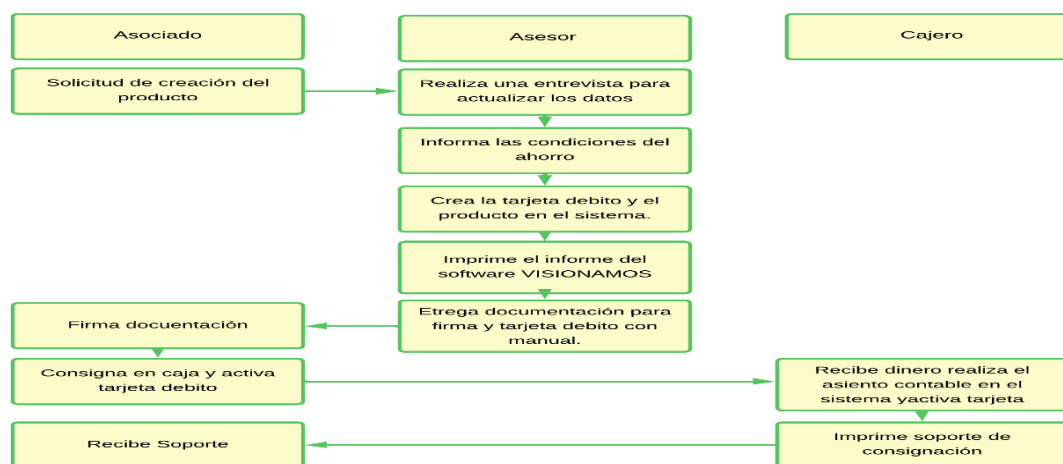 Asociado
Asesor
Cajero
Solicitud de creación del
producto
Realiza una entrevista para
actualizar los datos
Informa las condiciones del
ahorro
Crea la tarjeta debito y el
producto en el sistema.
Imprime el informe del
software VISIONAMOS
Etrega documentación para
firma y tarjeta debito con
manual.
Firma docuentación
Consigna en caja y activa
tarjeta debito
Recibe dinero realiza el
asiento contable en el
sistema yactiva tarjeta
Imprime soporte de
consignación
Recibe Soporte